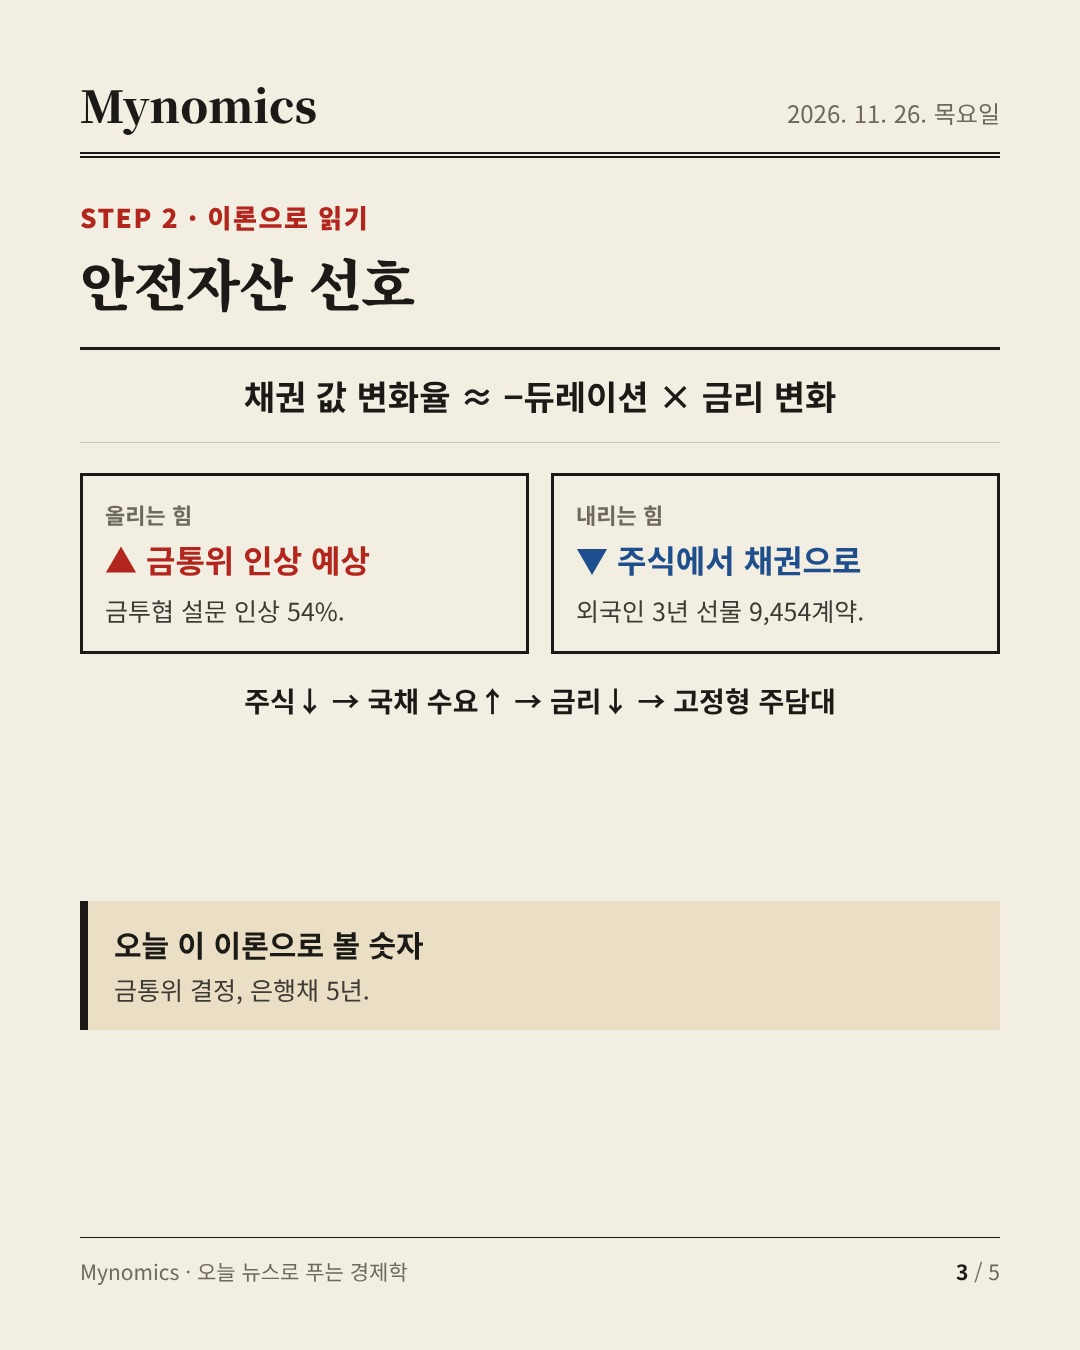 Mynomics
2026. 11. 26. 목요일
STEP 2 · 이론으로 읽기
안전자산 선호
채권 값 변화율 ≈ −듀레이션 × 금리 변화
올리는 힘
▲ 금통위 인상 예상
금투협 설문 인상 54%.
내리는 힘
▼ 주식에서 채권으로
외국인 3년 선물 9,454계약.
주식↓ → 국채 수요↑ → 금리↓ → 고정형 주담대
오늘 이 이론으로 볼 숫자
금통위 결정, 은행채 5년.
Mynomics · 오늘 뉴스로 푸는 경제학
3 / 5